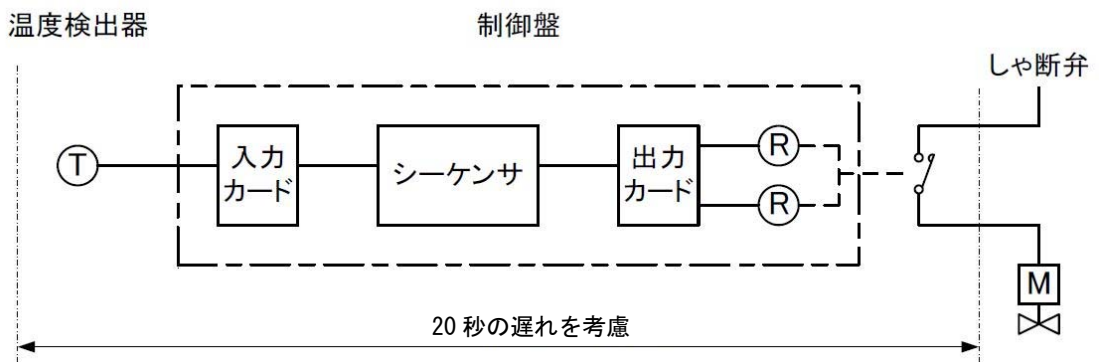 温度検出器
制御盤
しゃ断弁
T
入力
カード
シーケンサ
出力
カード
R
R
M
20 秒の遅れを考慮